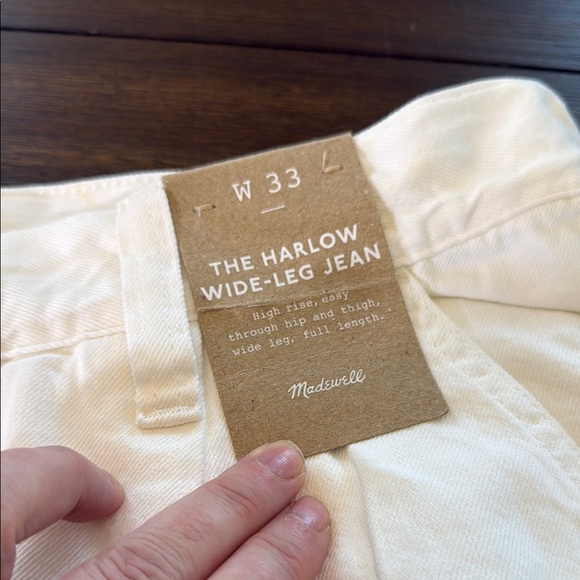 W 33
THE HARLOW
WIDE-LEG JEAN
High rise, easy
through hip and thigh,
wide leg, full length.
Madewell